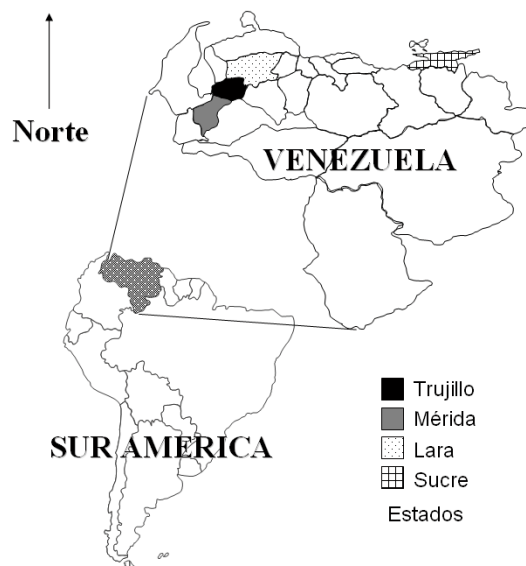 Norte
VENEZUELA
SUR AMERICA
Trujillo
Mérida
Lara
Sucre
Estados